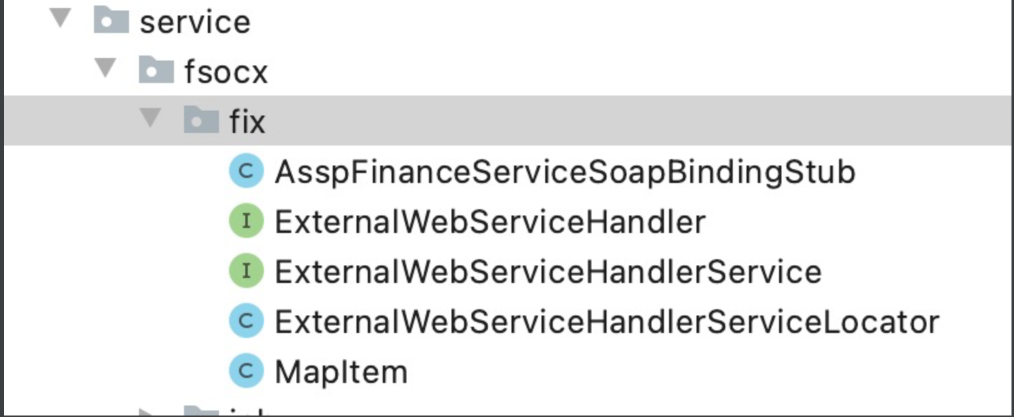 service
fsocx
fix
C AsspFinanceServiceSoapBindingStub
I ExternalWebServiceHandler
I ExternalWebServiceHandlerService
C ExternalWebServiceHandlerServiceLocator
C MapItem